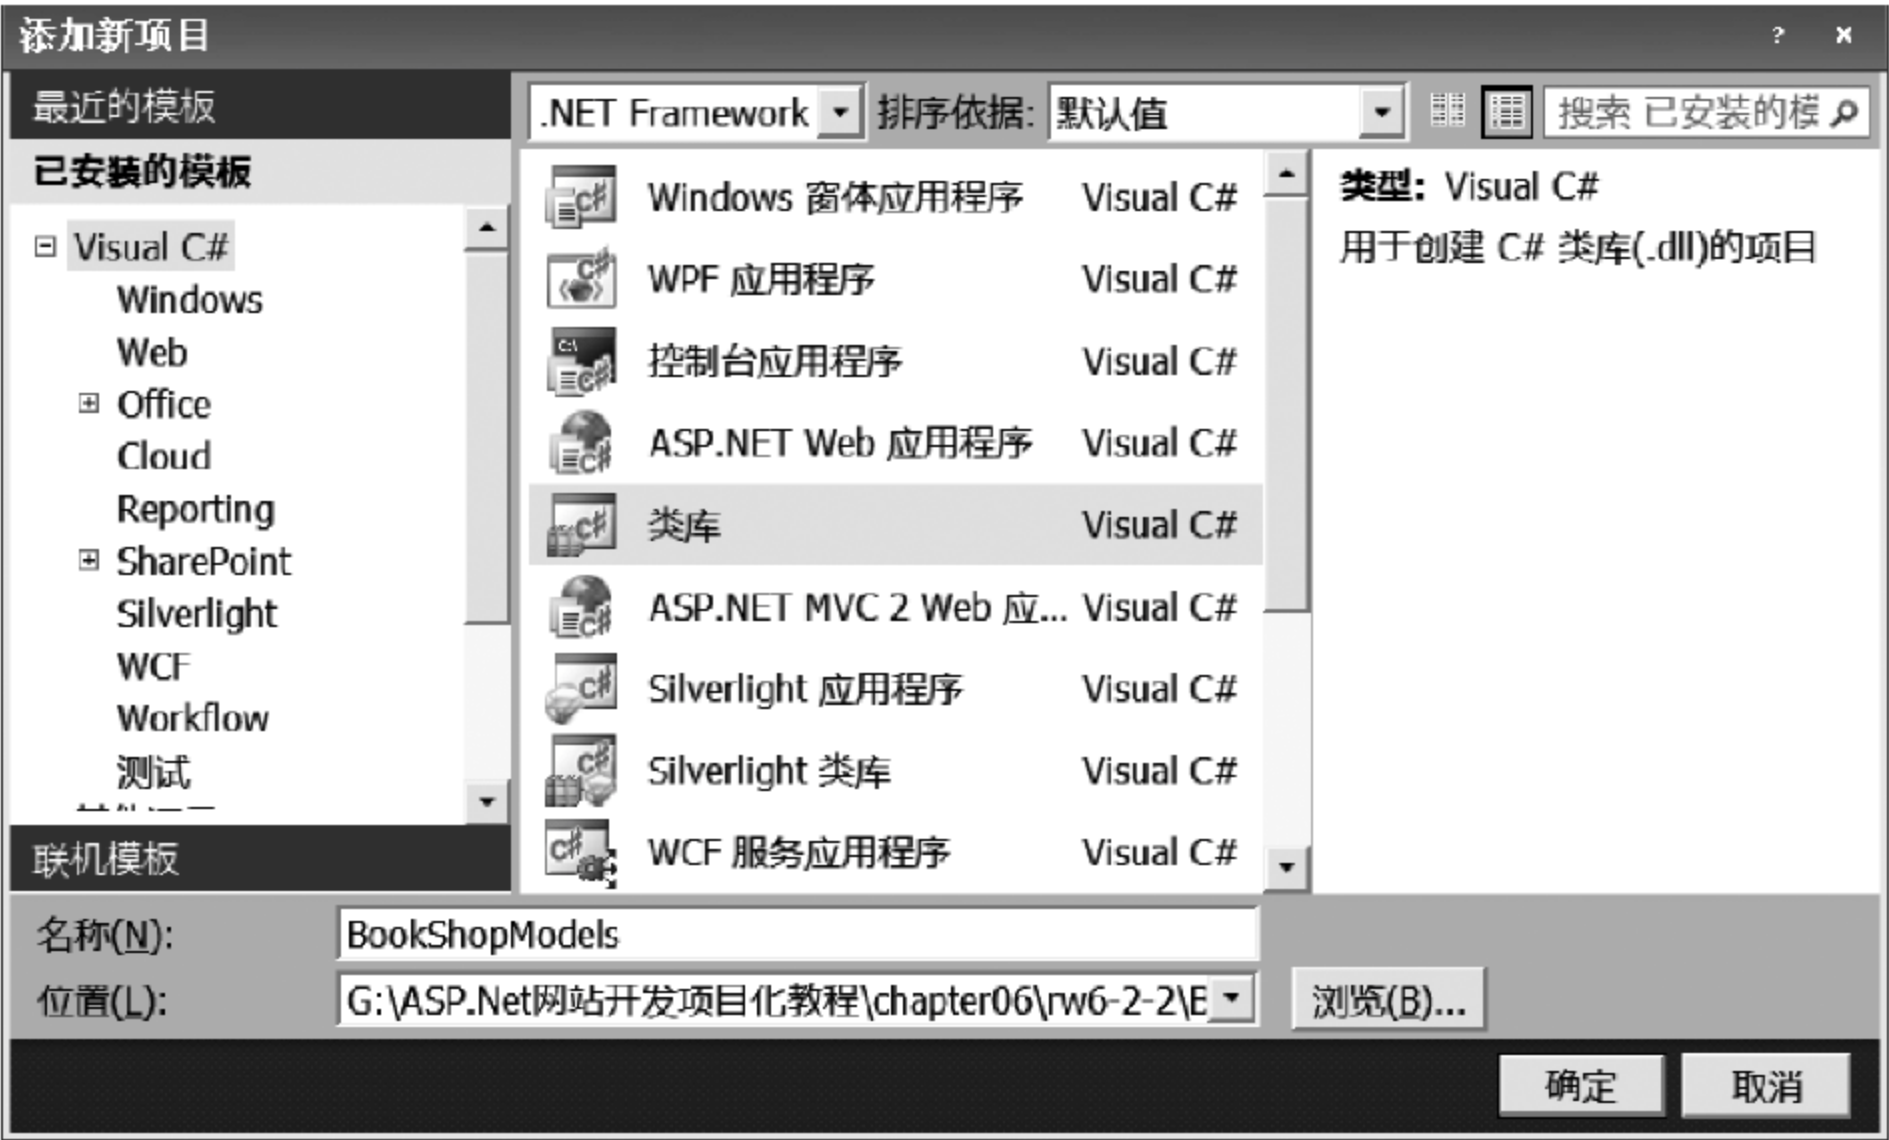 添加新项目
最近的模板
已安装的模板
Visual C#
Windows
Web
Office
Cloud
Reporting
SharePoint
Silverlight
WCF
Workflow
测试
联机模板
.NET Framework 排序依据: 默认值 搜索 已安装的模
Windows 窗体应用程序 Visual C#
WPF 应用程序 Visual C#
控制台应用程序 Visual C#
ASP.NET Web 应用程序 Visual C#
类库 Visual C#
ASP.NET MVC 2 Web 应... Visual C#
Silverlight 应用程序 Visual C#
Silverlight 类库 Visual C#
WCF 服务应用程序 Visual C#
类型: Visual C#
用于创建 C# 类库(.dll)的项目
名称(N): BookShopModels
位置(L): G:\ASP.Net网站开发项目化教程\chapter06\rw6-2-2\B 浏览(B)...
确定 取消